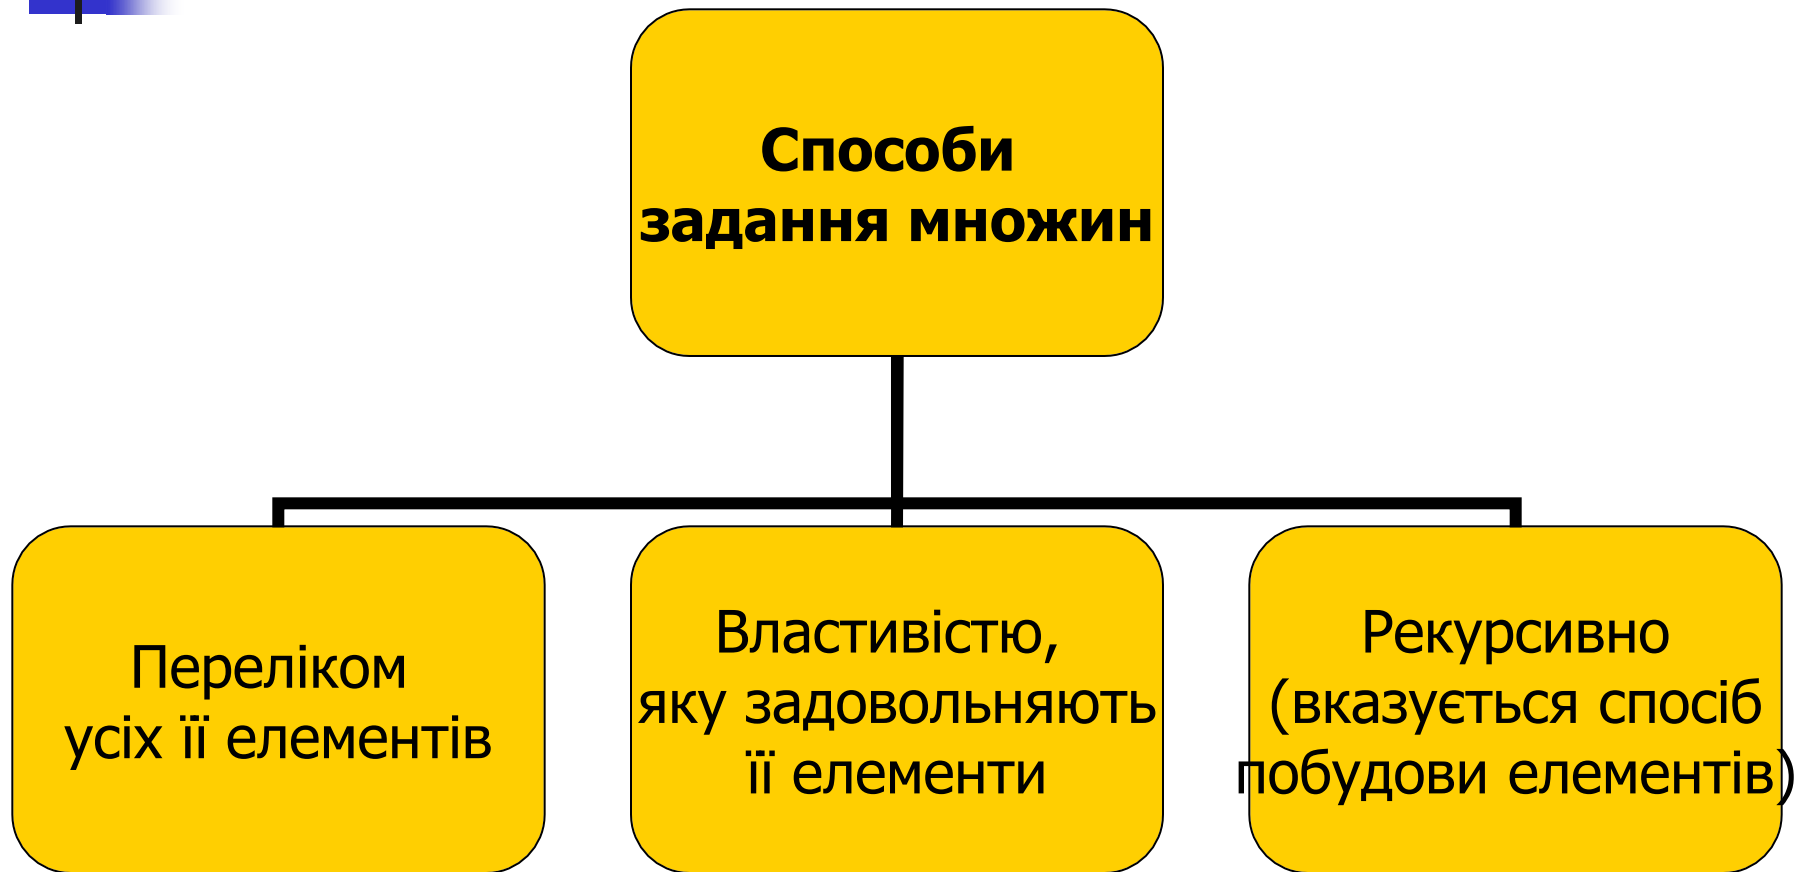 Способи
задання множин
Переліком
усіх її елементів
Властивістю,
яку задовольняють
її елементи
Рекурсивно
(вказується спосіб
побудови елементів)